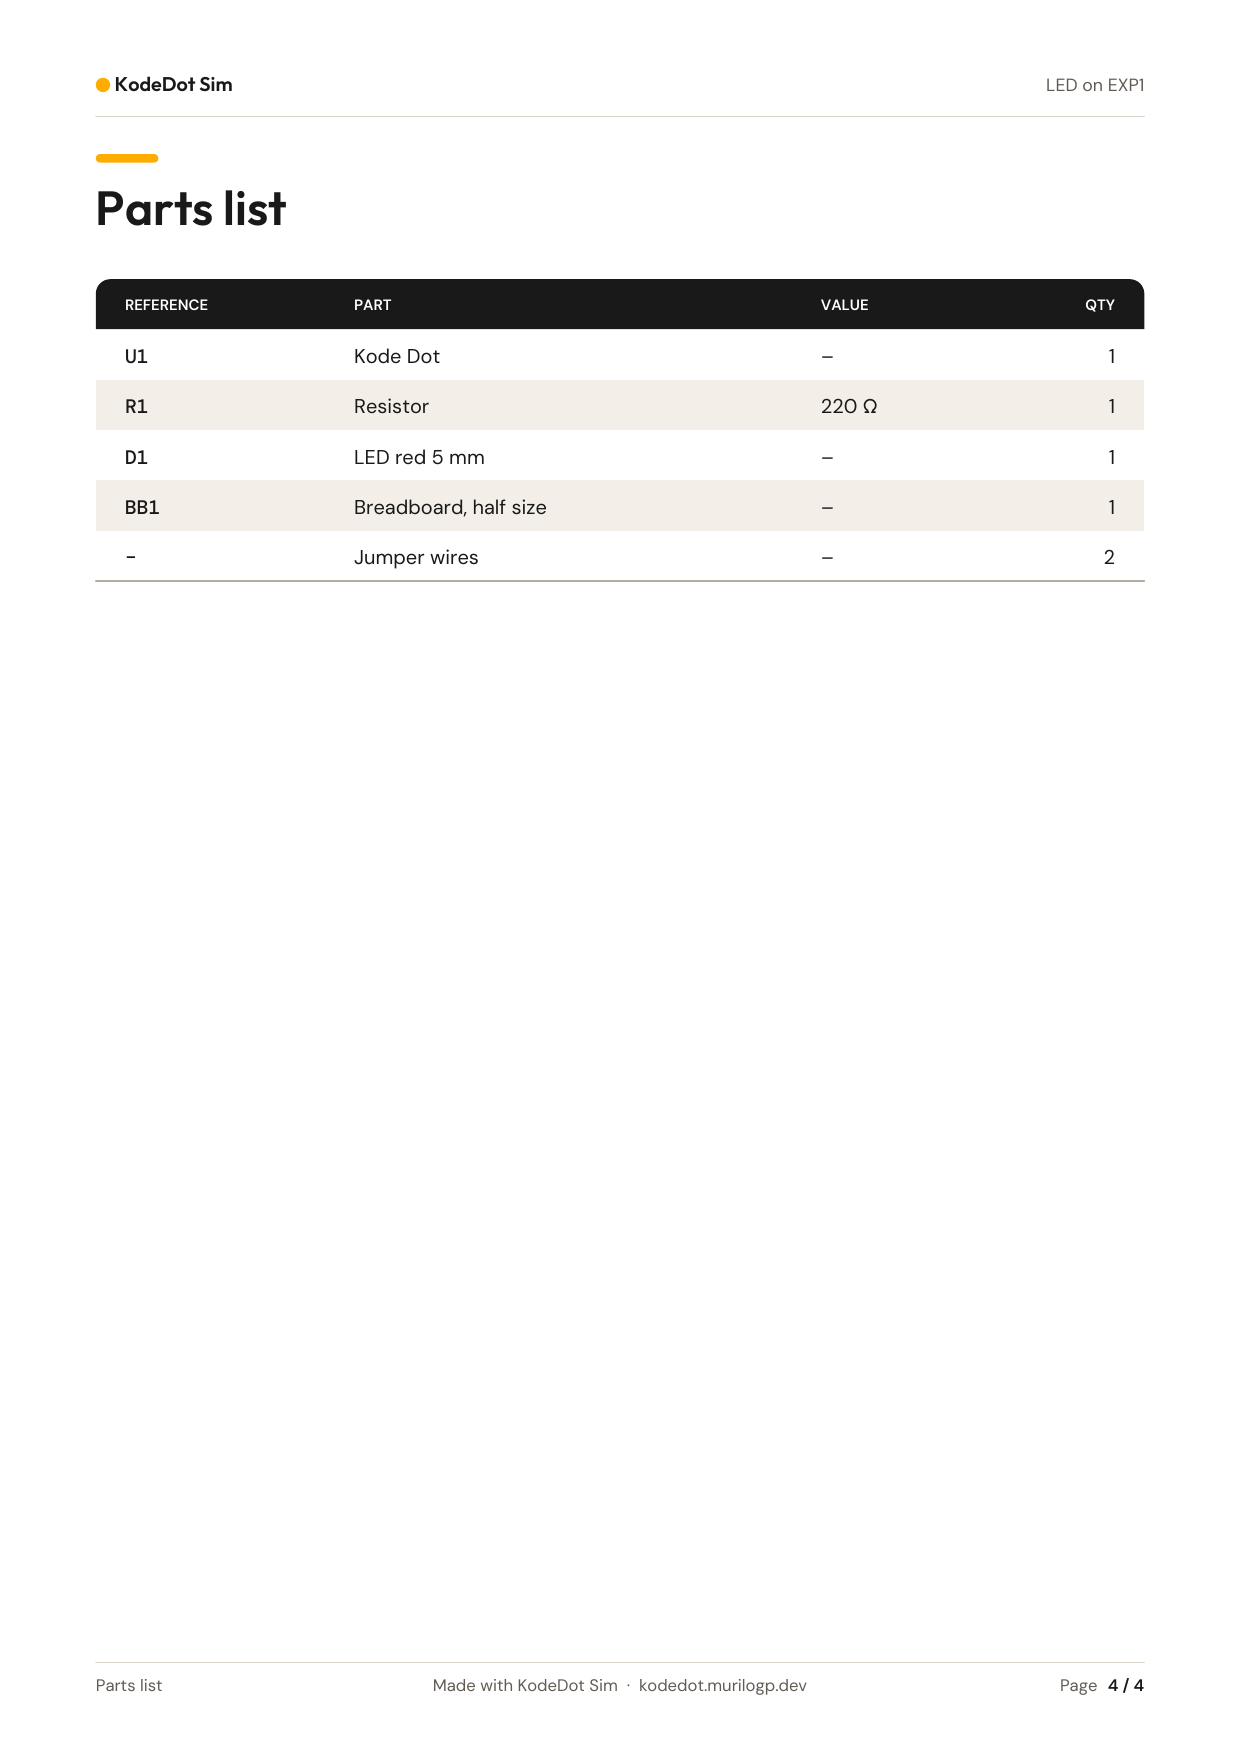 KodeDot Sim LED on EXP1
Parts list
REFERENCE PART VALUE QTY
U1 Kode Dot – 1
R1 Resistor 220 Ω 1
D1 LED red 5 mm – 1
BB1 Breadboard, half size – 1
– Jumper wires – 2
Parts list Made with KodeDot Sim · kodedot.murilogp.dev Page 4 / 4